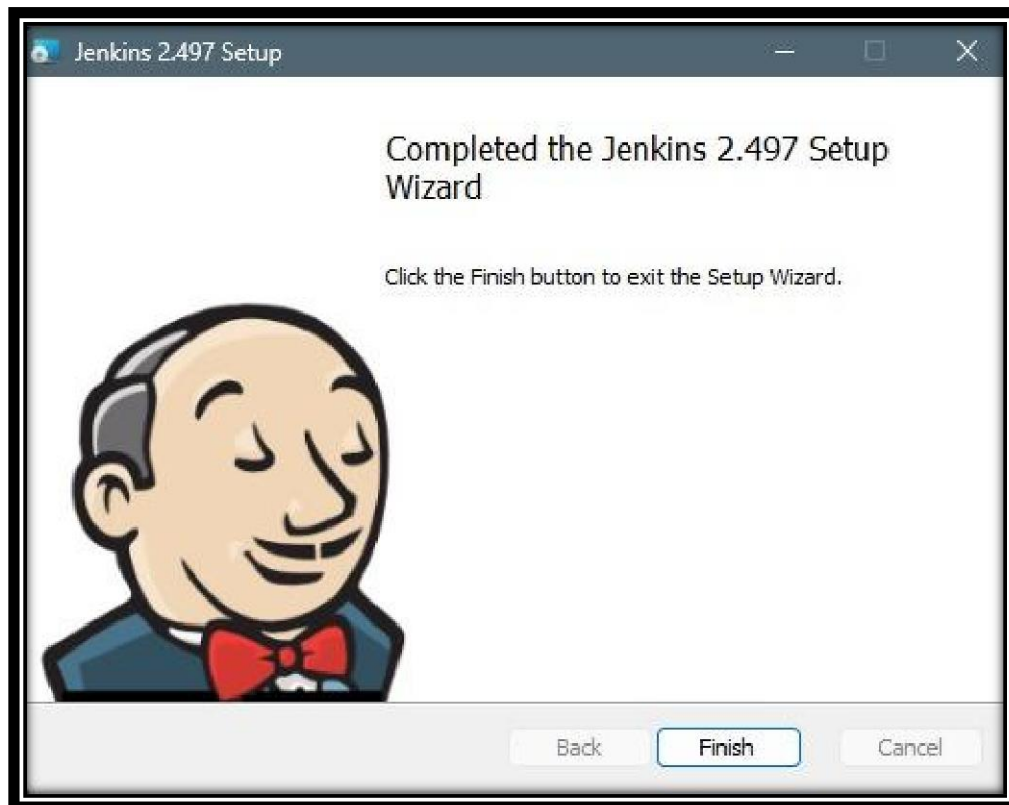 Jenkins 2.497 Setup
Completed the Jenkins 2.497 Setup
Wizard
Click the Finish button to exit the Setup Wizard.
Back Finish Cancel